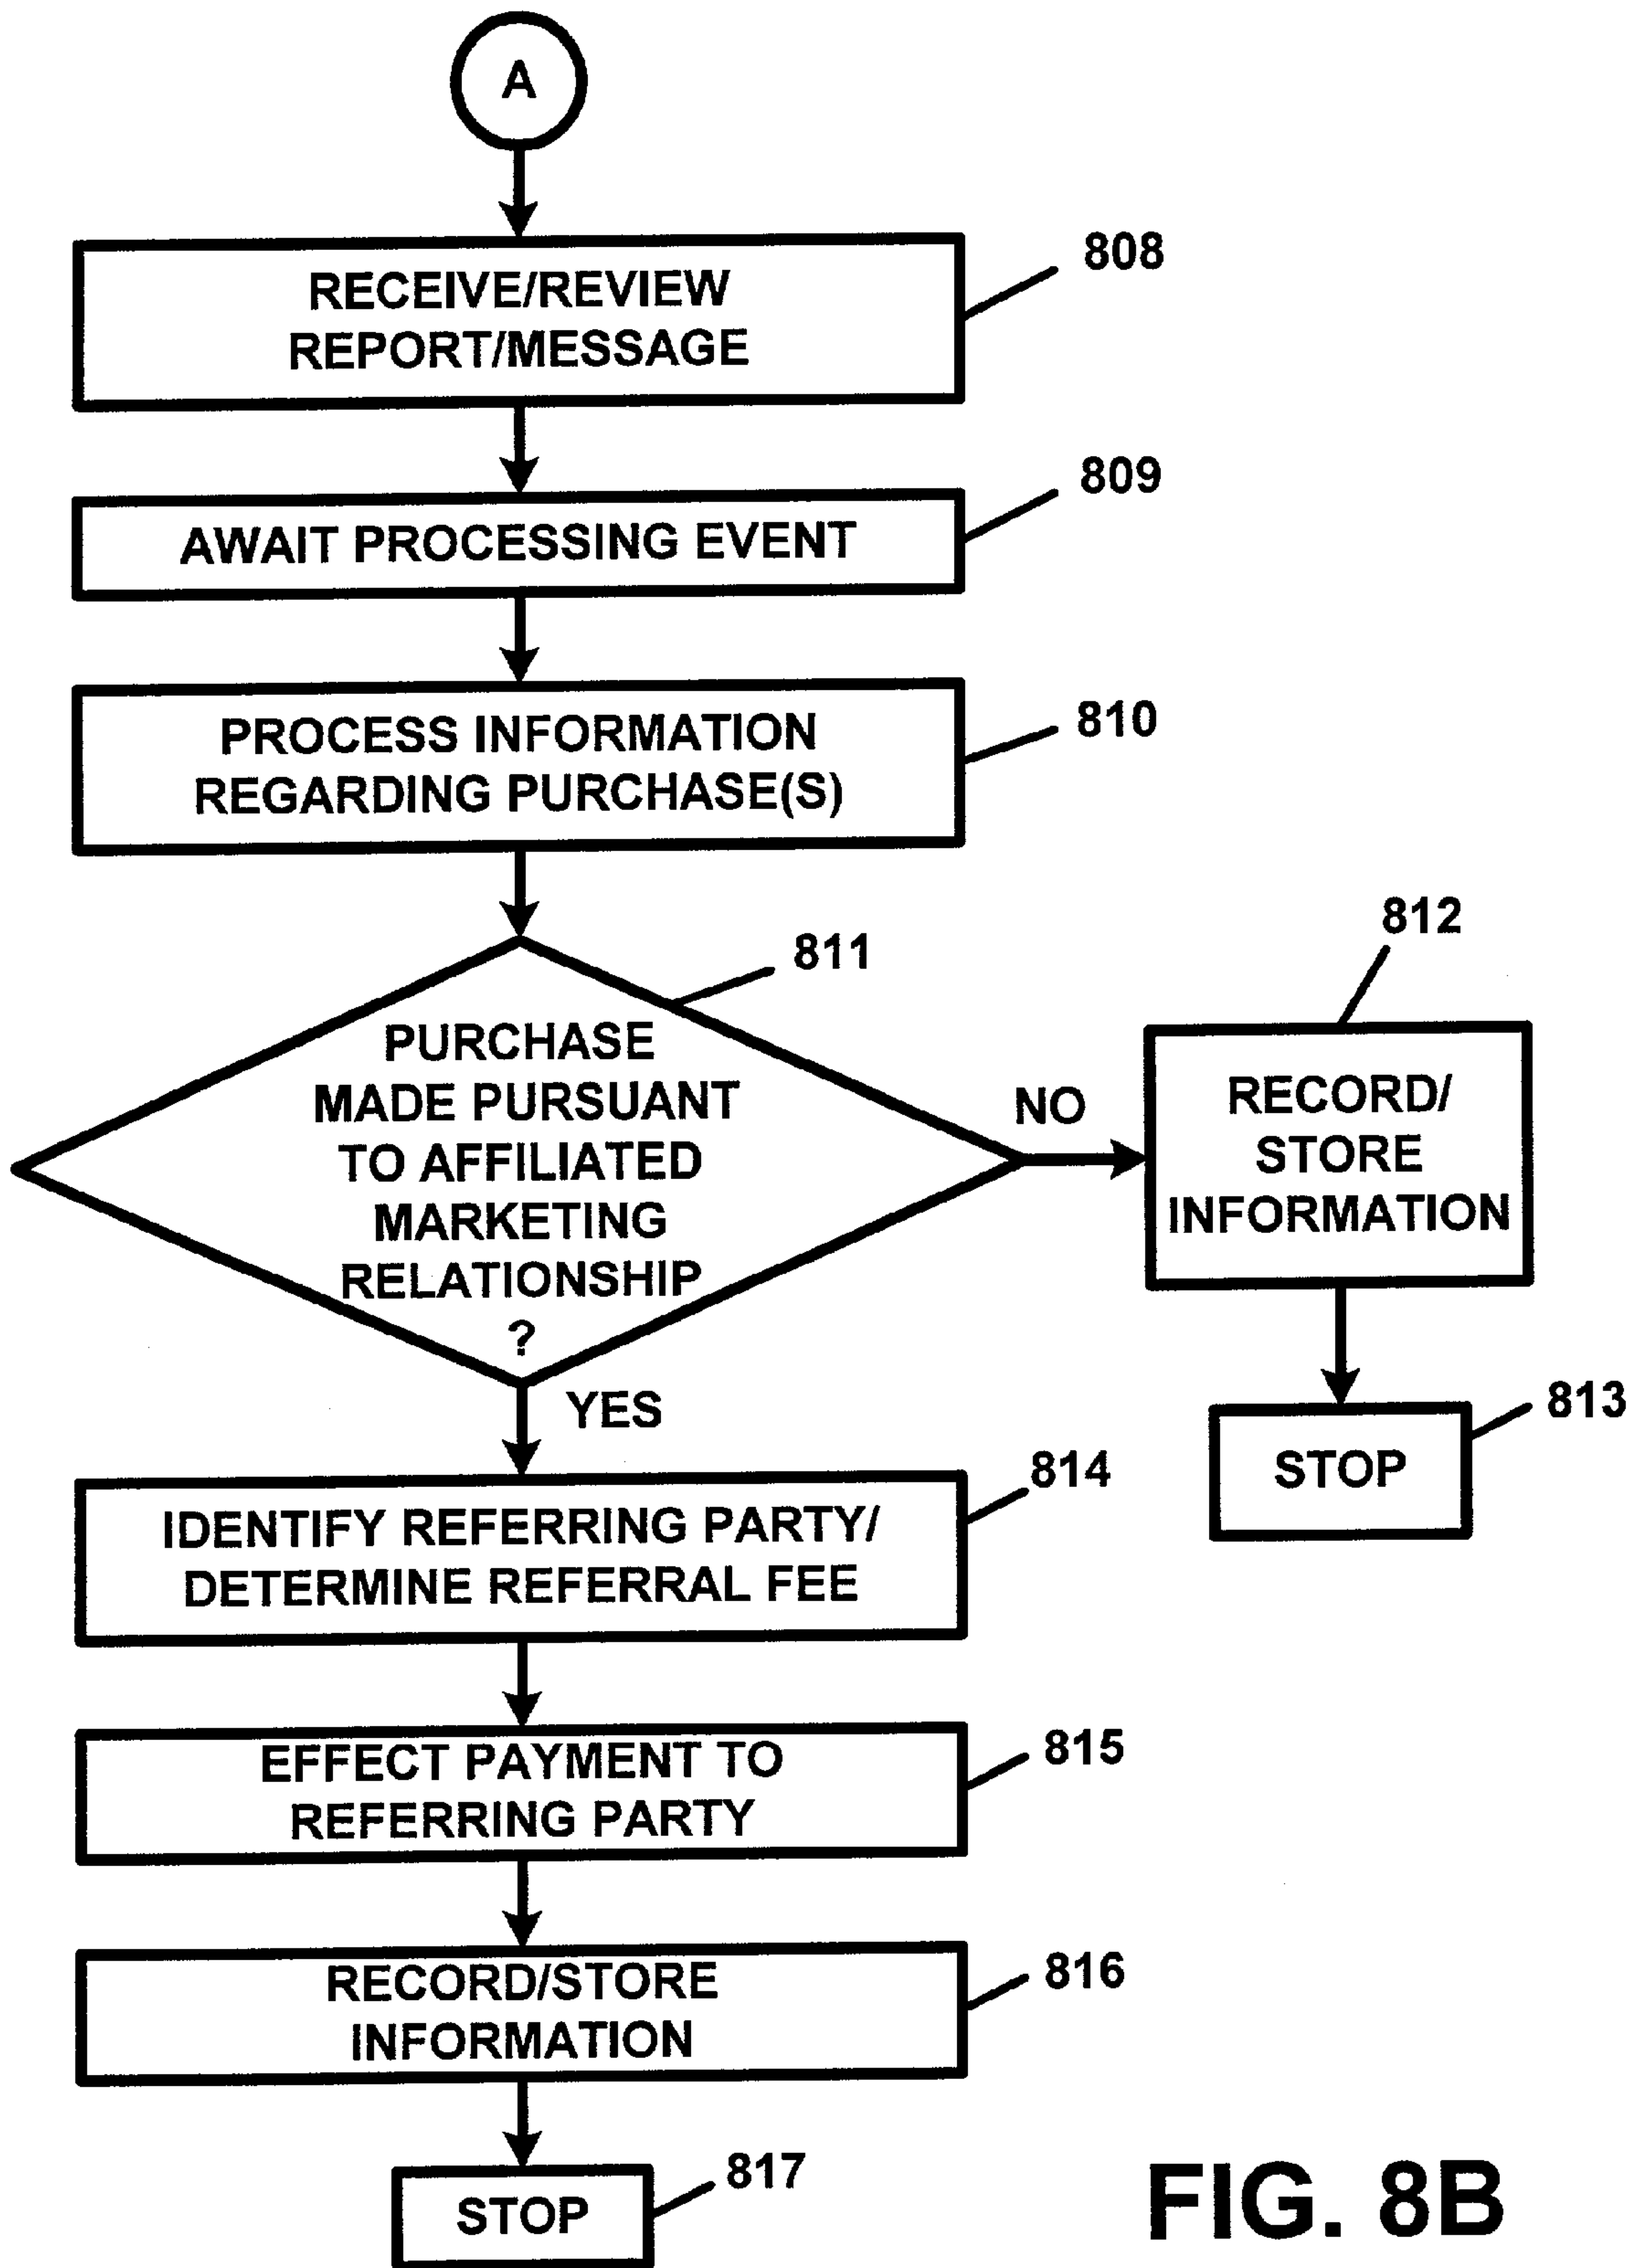 A
RECEIVE/REVIEW
REPORT/MESSAGE
808
AWAIT PROCESSING EVENT
809
PROCESS INFORMATION
REGARDING PURCHASE(S)
810
PURCHASE
MADE PURSUANT
TO AFFILIATED
MARKETING
RELATIONSHIP
?
811
NO
RECORD/
STORE
INFORMATION
812
STOP
813
YES
IDENTIFY REFERRING PARTY/
DETERMINE REFERRAL FEE
814
EFFECT PAYMENT TO
REFERRING PARTY
815
RECORD/STORE
INFORMATION
816
STOP
817
FIG. 8B